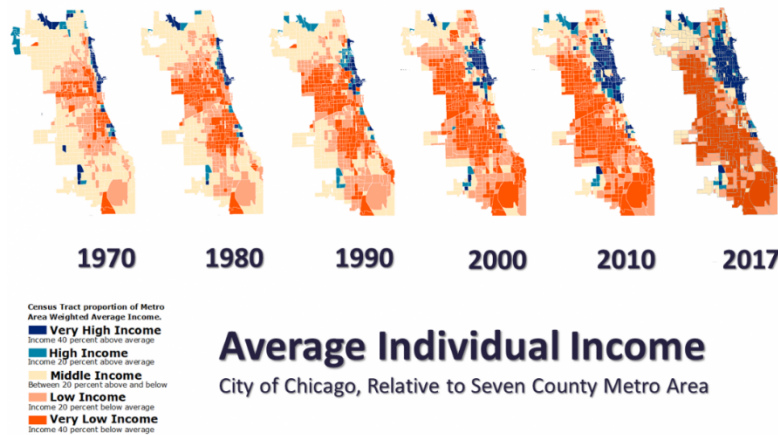 1970 1980 1990 2000 2010 2017
Census Tract proportion of Metro
Area Weighted Average Income.
Very High Income
Income 40 percent above average
High Income
Income 20 percent above average
Middle Income
Between 20 percent above and below
Low Income
Income 20 percent below average
Very Low Income
Income 40 percent below average
Average Individual Income
City of Chicago, Relative to Seven County Metro Area